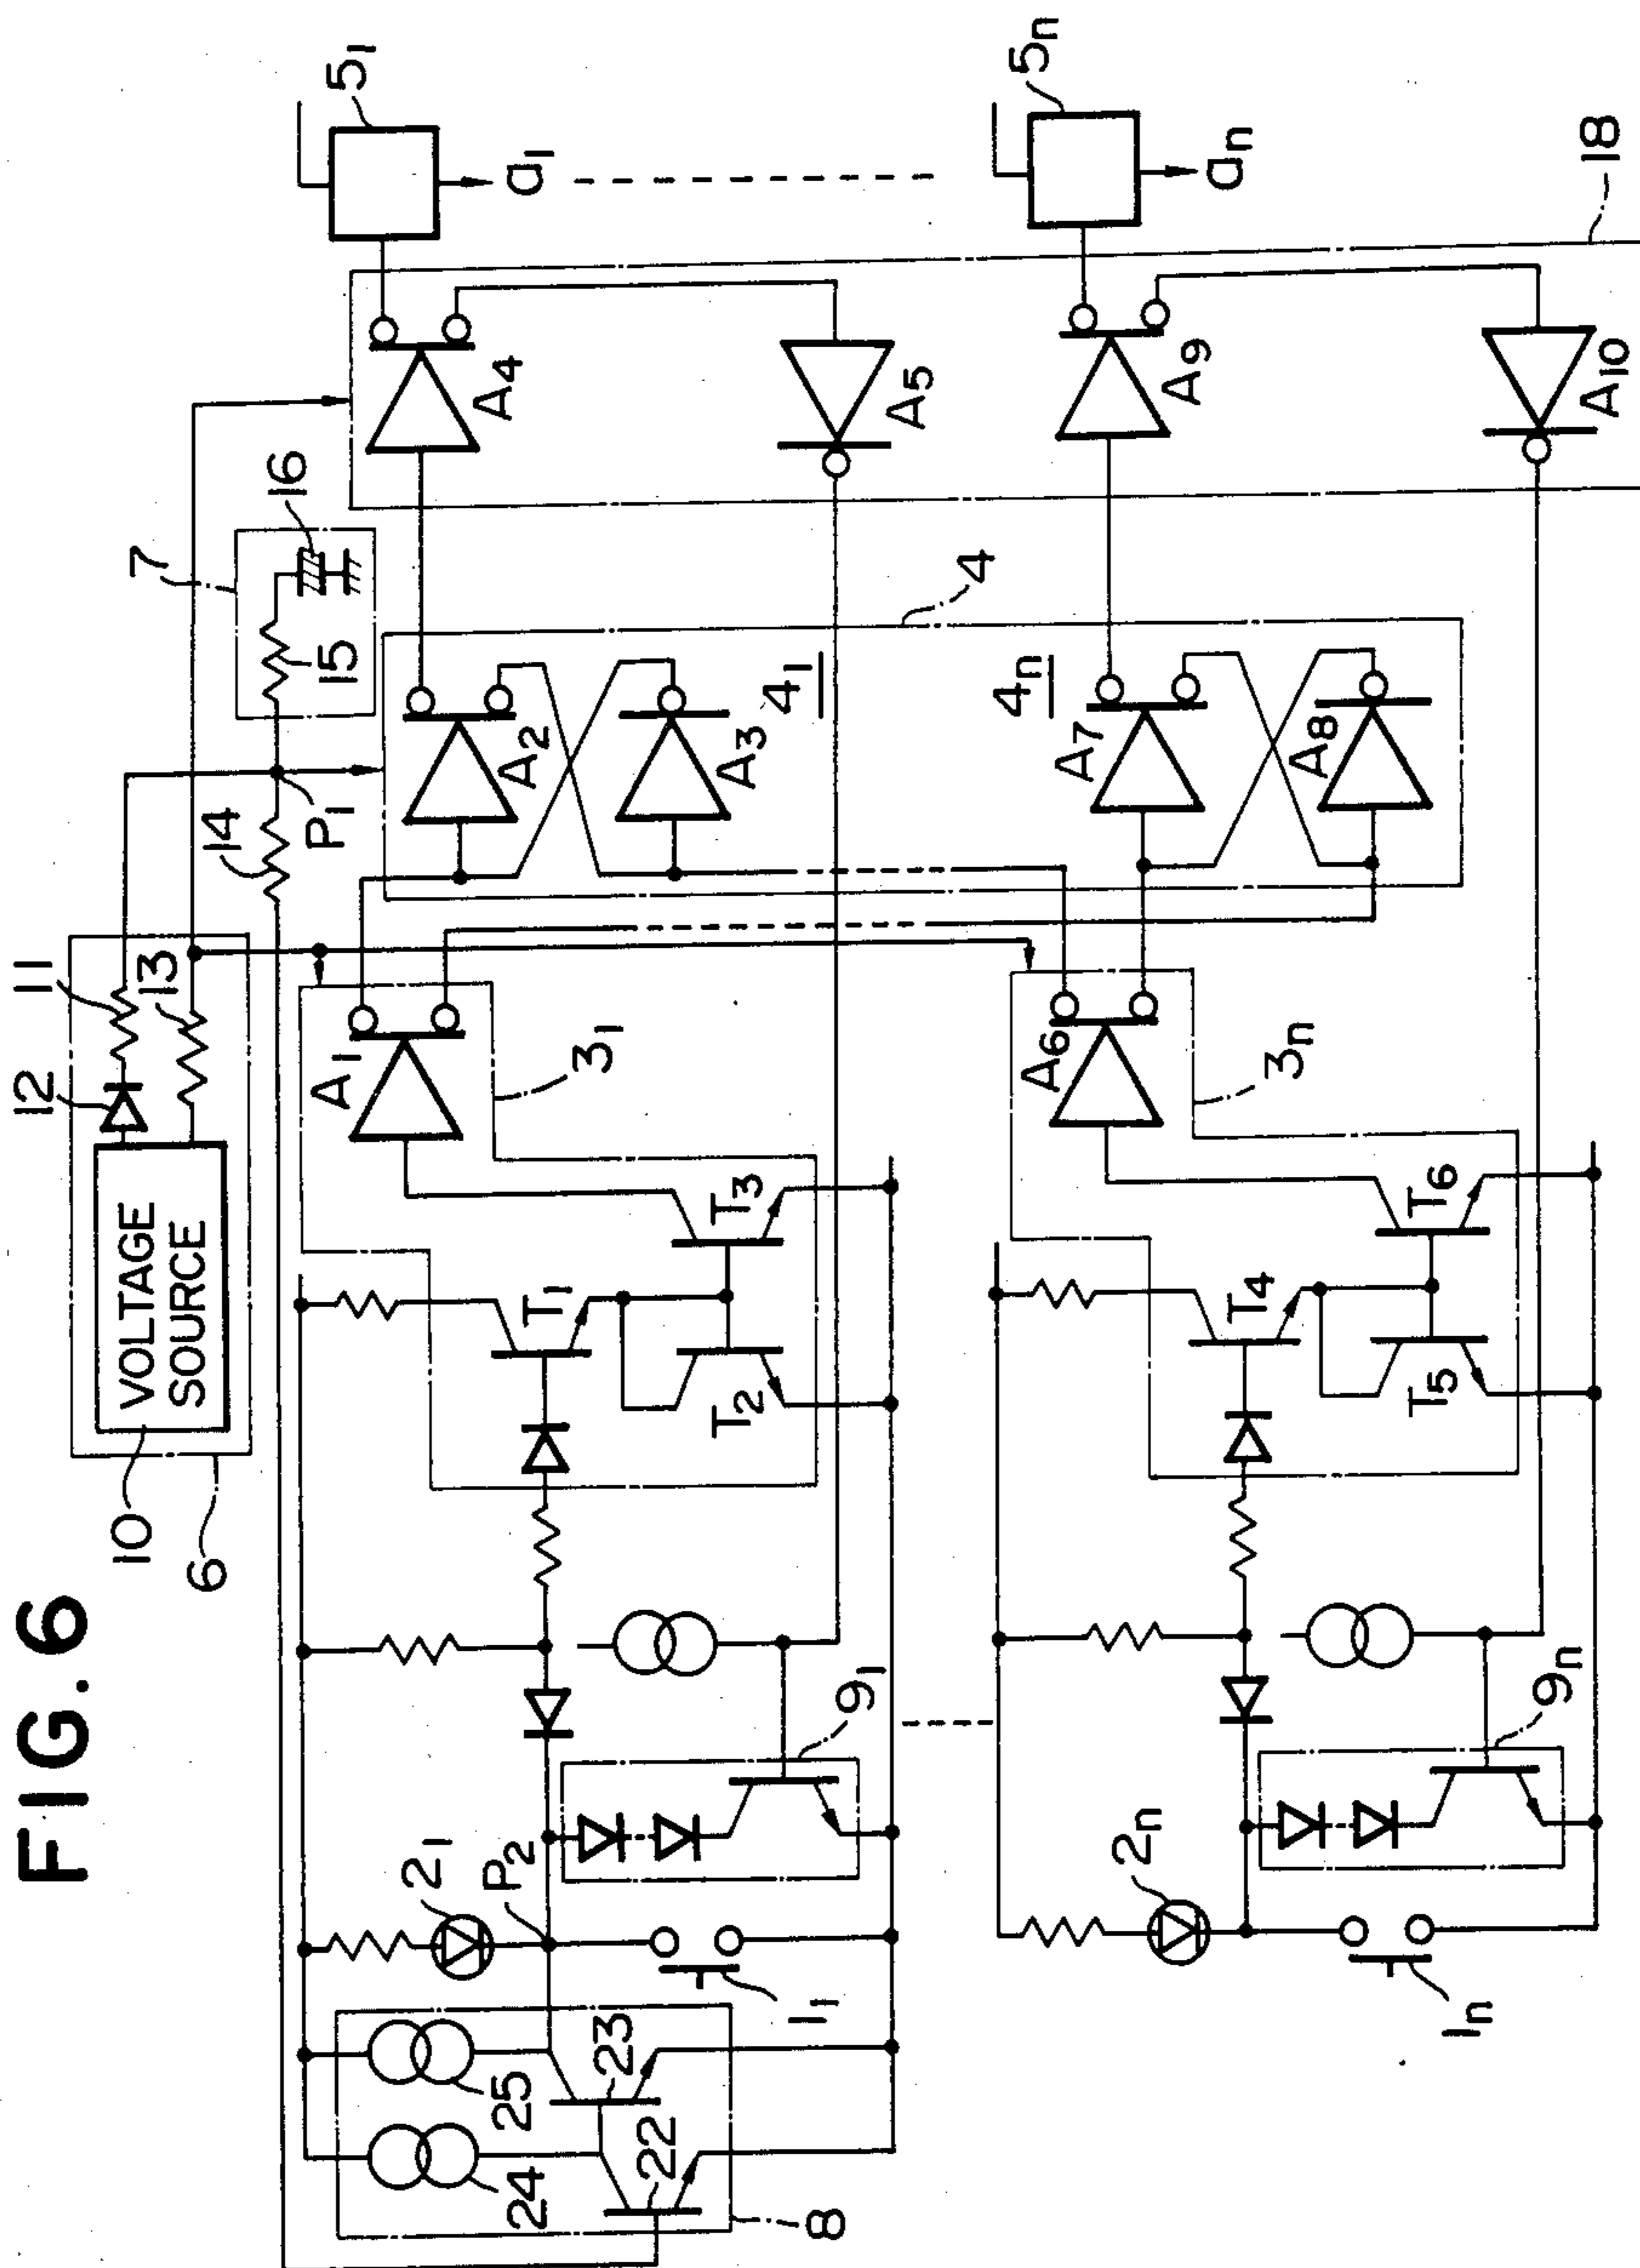 FIG. 6
10
VOLTAGE
SOURCE
6
12
11
13
14
P₁
7
15
16
5₁
a₁
5ₙ
aₙ
18
A₄
A₅
A₉
A₁₀
4
A₂
A₃
4₁
4ₙ
A₇
A₈
A₁
3₁
A₆
3ₙ
T₁
T₂
T₃
T₄
T₅
T₆
9₁
9ₙ
2₁
P₂
2ₙ
1₁
1ₙ
25
23
24
22
8